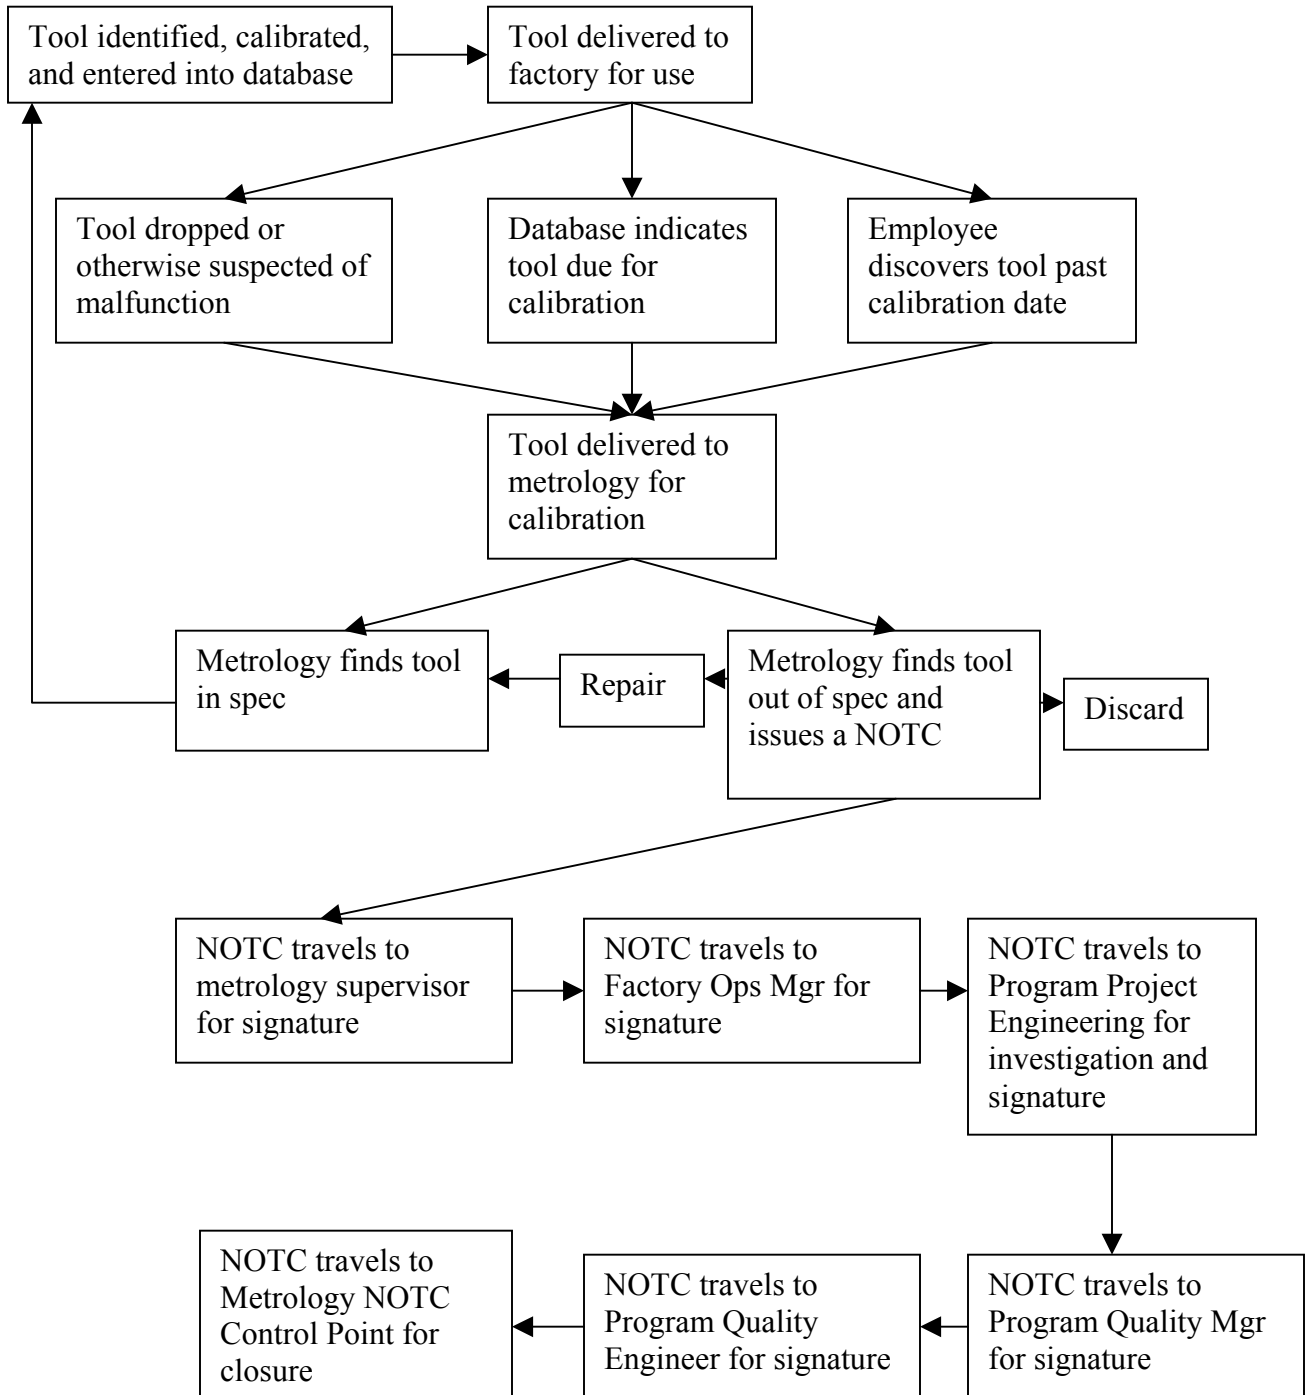 Tool identified, calibrated,
and entered into database
Tool delivered to
factory for use
Tool dropped or
otherwise suspected of
malfunction
Database indicates
tool due for
calibration
Employee
discovers tool past
calibration date
Tool delivered to
metrology for
calibration
Metrology finds tool
in spec
Repair
Metrology finds tool
out of spec and
issues a NOTC
Discard
NOTC travels to
metrology supervisor
for signature
NOTC travels to
Factory Ops Mgr for
signature
NOTC travels to
Program Project
Engineering for
investigation and
signature
NOTC travels to
Metrology NOTC
Control Point for
closure
NOTC travels to
Program Quality
Engineer for signature
NOTC travels to
Program Quality Mgr
for signature